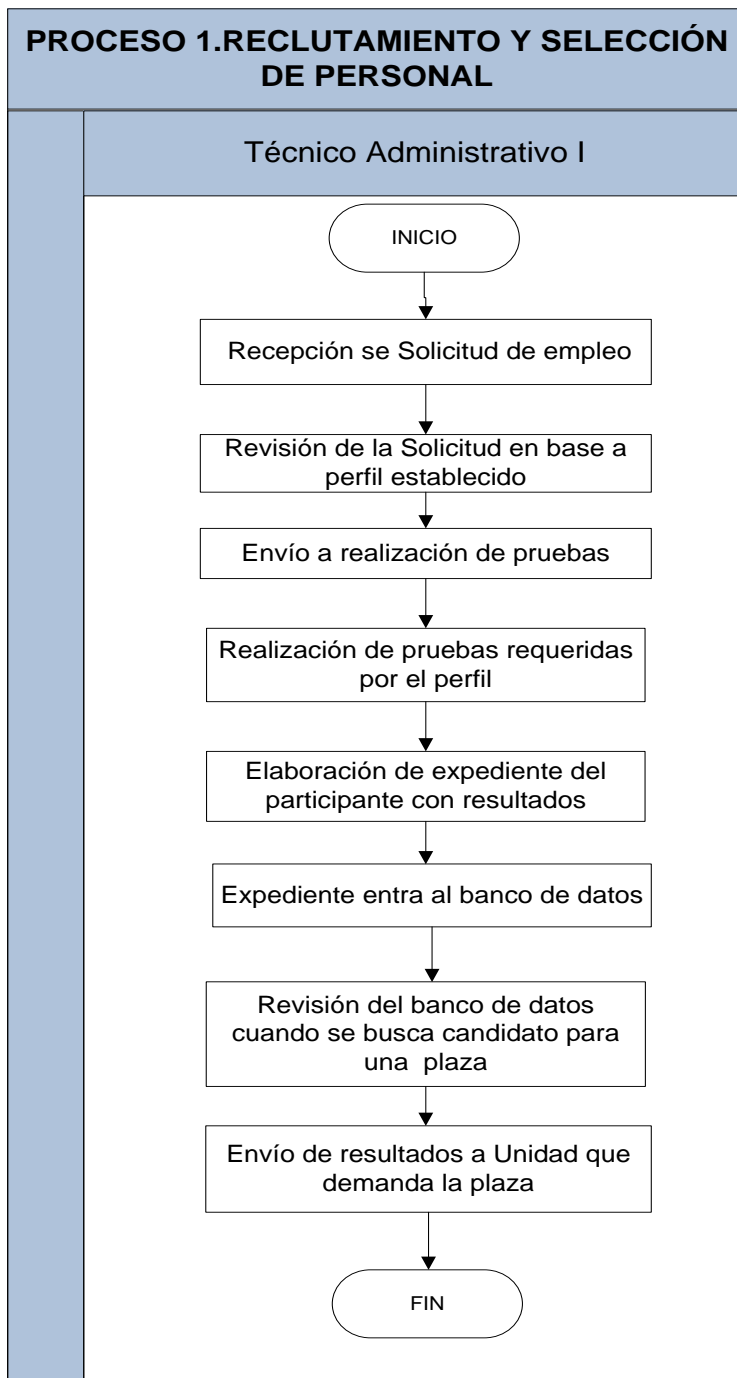 PROCESO 1.RECLUTAMIENTO Y SELECCIÓN
DE PERSONAL
Técnico Administrativo I
INICIO
Recepción se Solicitud de empleo
Revisión de la Solicitud en base a
perfil establecido
Envío a realización de pruebas
Realización de pruebas requeridas
por el perfil
Elaboración de expediente del
participante con resultados
Expediente entra al banco de datos
Revisión del banco de datos
cuando se busca candidato para
una plaza
Envío de resultados a Unidad que
demanda la plaza
FIN